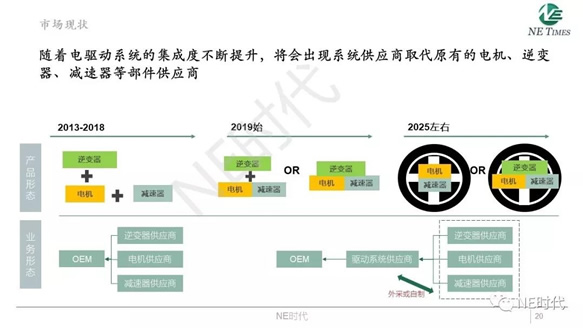 市场现状
NE TIMES
随着电驱动系统的集成度不断提升，将会出现系统供应商取代原有的电机、逆变
器、减速器等部件供应商
2013-2018
2019始
2025左右
产品形态
逆变器
电机
减速器
逆变器
电机
减速器
OR
逆变器
电机
减速器
电机
减速器
OR
逆变器
电机
减速器
业务形态
OEM
逆变器供应商
电机供应商
减速器供应商
OEM
驱动系统供应商
逆变器供应商
电机供应商
减速器供应商
外采或自制
NE时代
NE时代
NE时代
20